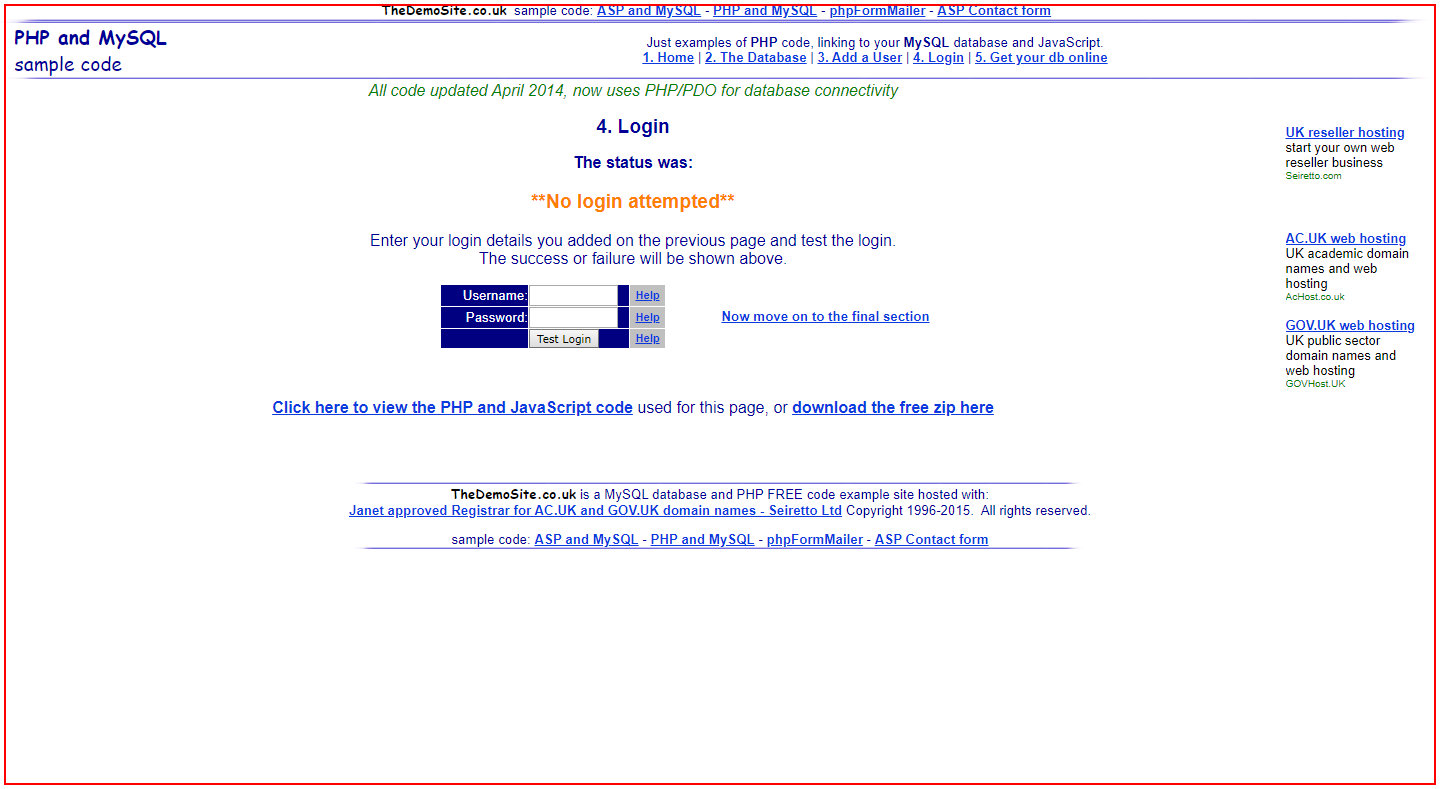 TheDemoSite.co.uk sample code: ASP and MySQL - PHP and MySQL - phpFormMailer - ASP Contact form
PHP and MySQL
sample code
Just examples of PHP code, linking to your MySQL database and JavaScript.
1. Home | 2. The Database | 3. Add a User | 4. Login | 5. Get your db online
All code updated April 2014, now uses PHP/PDO for database connectivity
4. Login
The status was:
**No login attempted**
Enter your login details you added on the previous page and test the login.
The success or failure will be shown above.
Username: Help
Password: Help
Test Login Help
Now move on to the final section
Click here to view the PHP and JavaScript code used for this page, or download the free zip here
UK reseller hosting
start your own web
reseller business
Seiretto.com
AC.UK web hosting
UK academic domain
names and web
hosting
AcHost.co.uk
GOV.UK web hosting
UK public sector
domain names and
web hosting
GOVHost.UK
TheDemoSite.co.uk is a MySQL database and PHP FREE code example site hosted with:
Janet approved Registrar for AC.UK and GOV.UK domain names - Seiretto Ltd Copyright 1996-2015. All rights reserved.
sample code: ASP and MySQL - PHP and MySQL - phpFormMailer - ASP Contact form